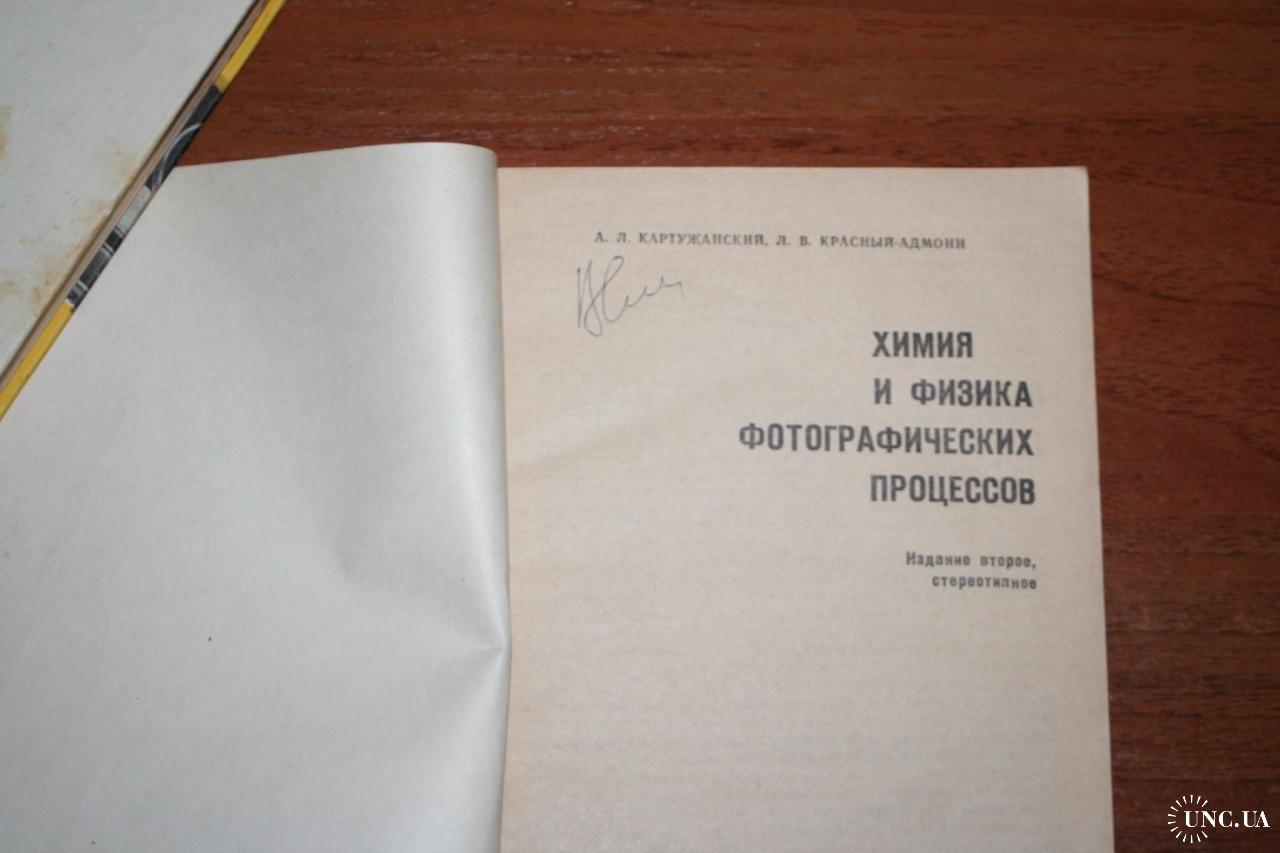 А. Л. КАРТУЖАНСКИЙ, Л. В. КРАСНЫЙ-АДМОНИ
ХИМИЯ
И ФИЗИКА
ФОТОГРАФИЧЕСКИХ
ПРОЦЕССОВ
Издание второе,
стереотипное
UNC.UA